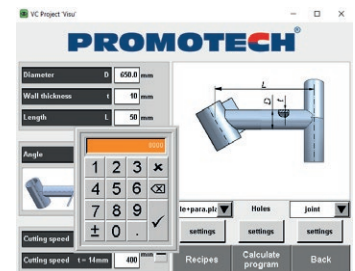 VC Project 'Visu'
PROMOTECH®
Diameter D 650.0 mm
Wall thickness t 10 mm
Length L 50 mm
Angle
1 2 3
4 5 6
7 8 9
± 0 .
L
D
t
le+para.pla Holes joint
settings settings settings
Cutting speed
Cutting speed t = 14mm 400 mm
Recipes Calculate program Back